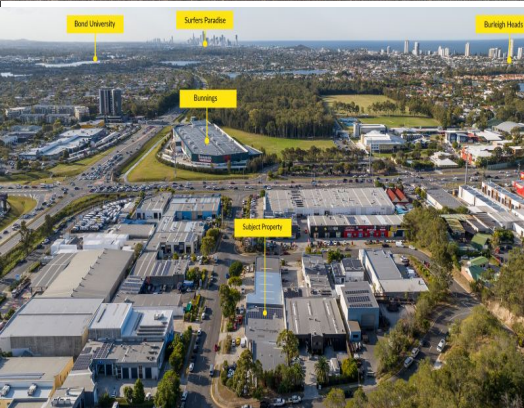 Bond University
Surfers Paradise
Burleigh Heads
Bunnings
Subject Property